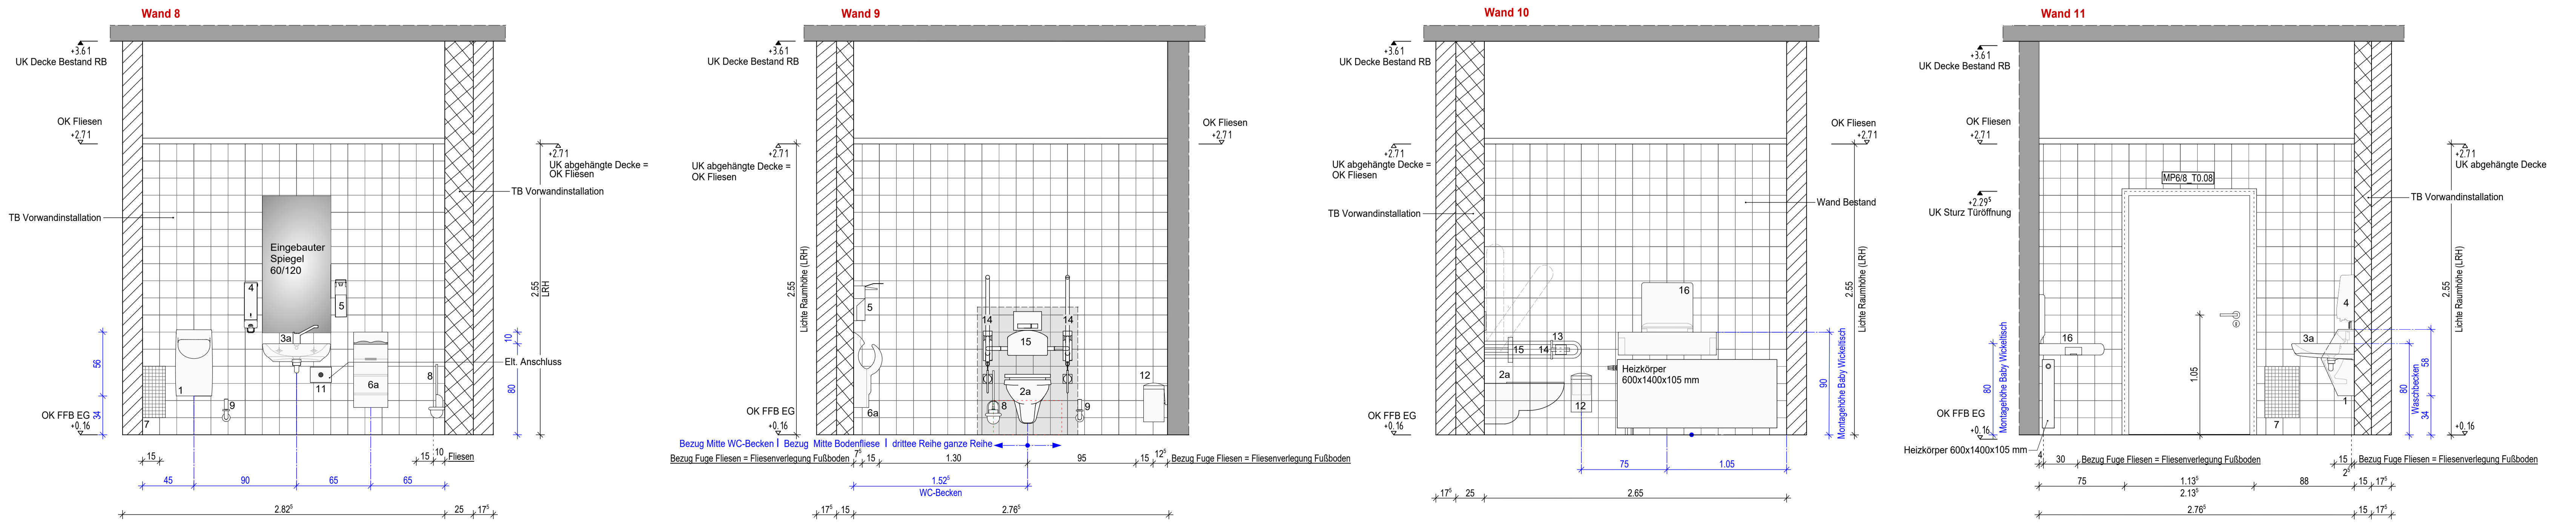 Wand 8
+3.61
UK Decke Bestand RB
OK Fliesen
+2.71
+2.71
UK abgehängte Decke =
OK Fliesen
TB Vorwandinstallation
TB Vorwandinstallation
Eingebauter
Spiegel
60/120
2.55
LRH
4
5
3a
10
56
Elt. Anschluss
1
11
6a
8
80
9
7
34
OK FFB EG
+0.16
15
15
10
Fliesen
45
90
65
65
2.82⁵
25
17⁵
Wand 9
+3.61
UK Decke Bestand RB
OK Fliesen
+2.71
+2.71
UK abgehängte Decke =
OK Fliesen
2.55
Lichte Raumhöhe (LRH)
5
14
14
15
12
2a
6a
8
9
OK FFB EG
+0.16
Bezug Mitte WC-Becken I Bezug Mitte Bodenfliese I drittee Reihe ganze Reihe
Bezug Fuge Fliesen = Fliesenverlegung Fußboden
7⁵
15
1.30
95
15
12⁵
Bezug Fuge Fliesen = Fliesenverlegung Fußboden
1.52⁵
WC-Becken
17⁵
15
2.76⁵
Wand 10
+3.61
UK Decke Bestand RB
OK Fliesen
+2.71
+2.71
UK abgehängte Decke =
OK Fliesen
Wand Bestand
TB Vorwandinstallation
2.55
Lichte Raumhöhe (LRH)
16
13
15
14
2a
12
Heizkörper
600x1400x105 mm
90
Montagehöhe Baby Wickeltisch
OK FFB EG
+0.16
75
1.05
17⁵
25
2.65
Wand 11
+3.61
UK Decke Bestand RB
OK Fliesen
+2.71
+2.71
UK abgehängte Decke
MP6/8_T0.08
+2.29⁵
UK Sturz Türöffnung
TB Vorwandinstallation
2.55
Lichte Raumhöhe (LRH)
4
16
3a
1.05
58
80
Montagehöhe Baby Wickeltisch
80
Waschbecken
1
34
7
OK FFB EG
+0.16
+0.16
Heizkörper 600x1400x105 mm
4
30
Bezug Fuge Fliesen = Fliesenverlegung Fußboden
15
2⁵
Bezug Fuge Fliesen = Fliesenverlegung Fußboden
75
1.13⁵
2.13⁵
88
15
17⁵
2.76⁵
15
17⁵